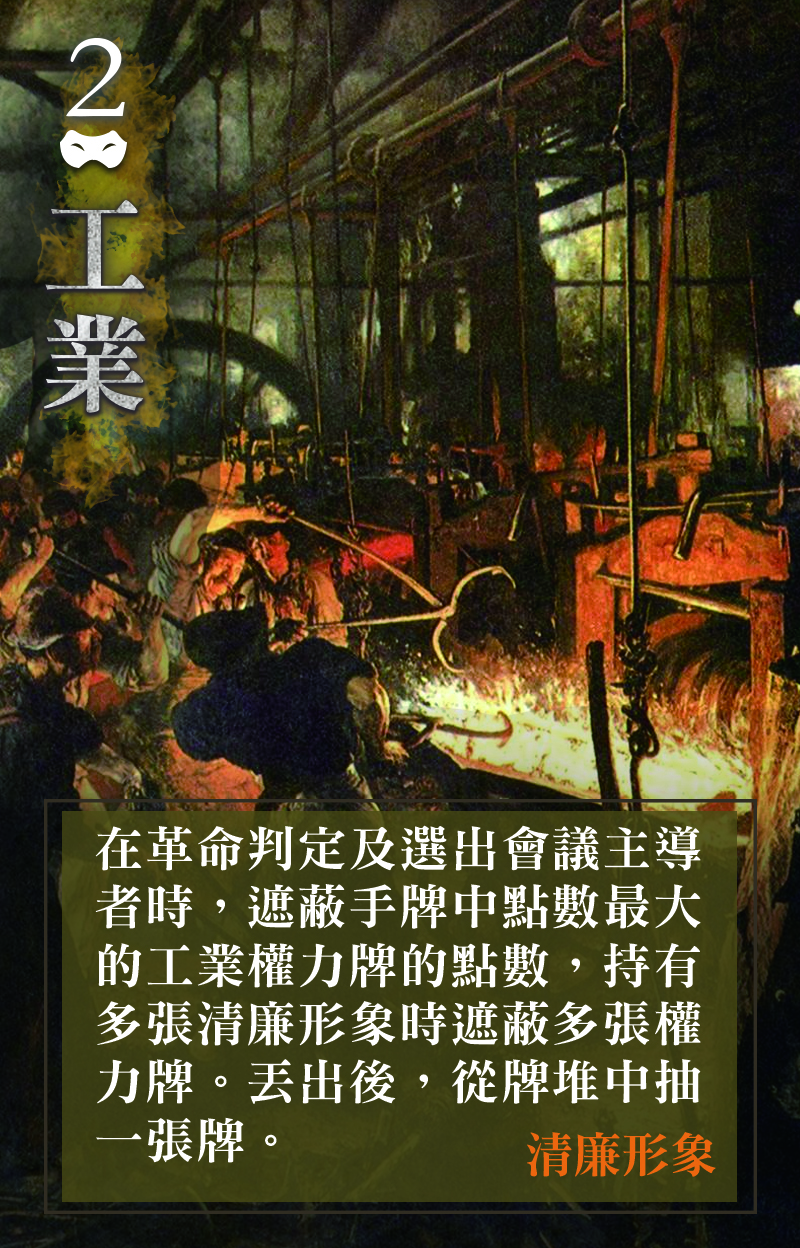 2
工業
在革命判定及選出會議主導
者時，遮蔽手牌中點數最大
的工業權力牌的點數，持有
多張清廉形象時遮蔽多張權
力牌。丟出後，從牌堆中抽
一張牌。
清廉形象